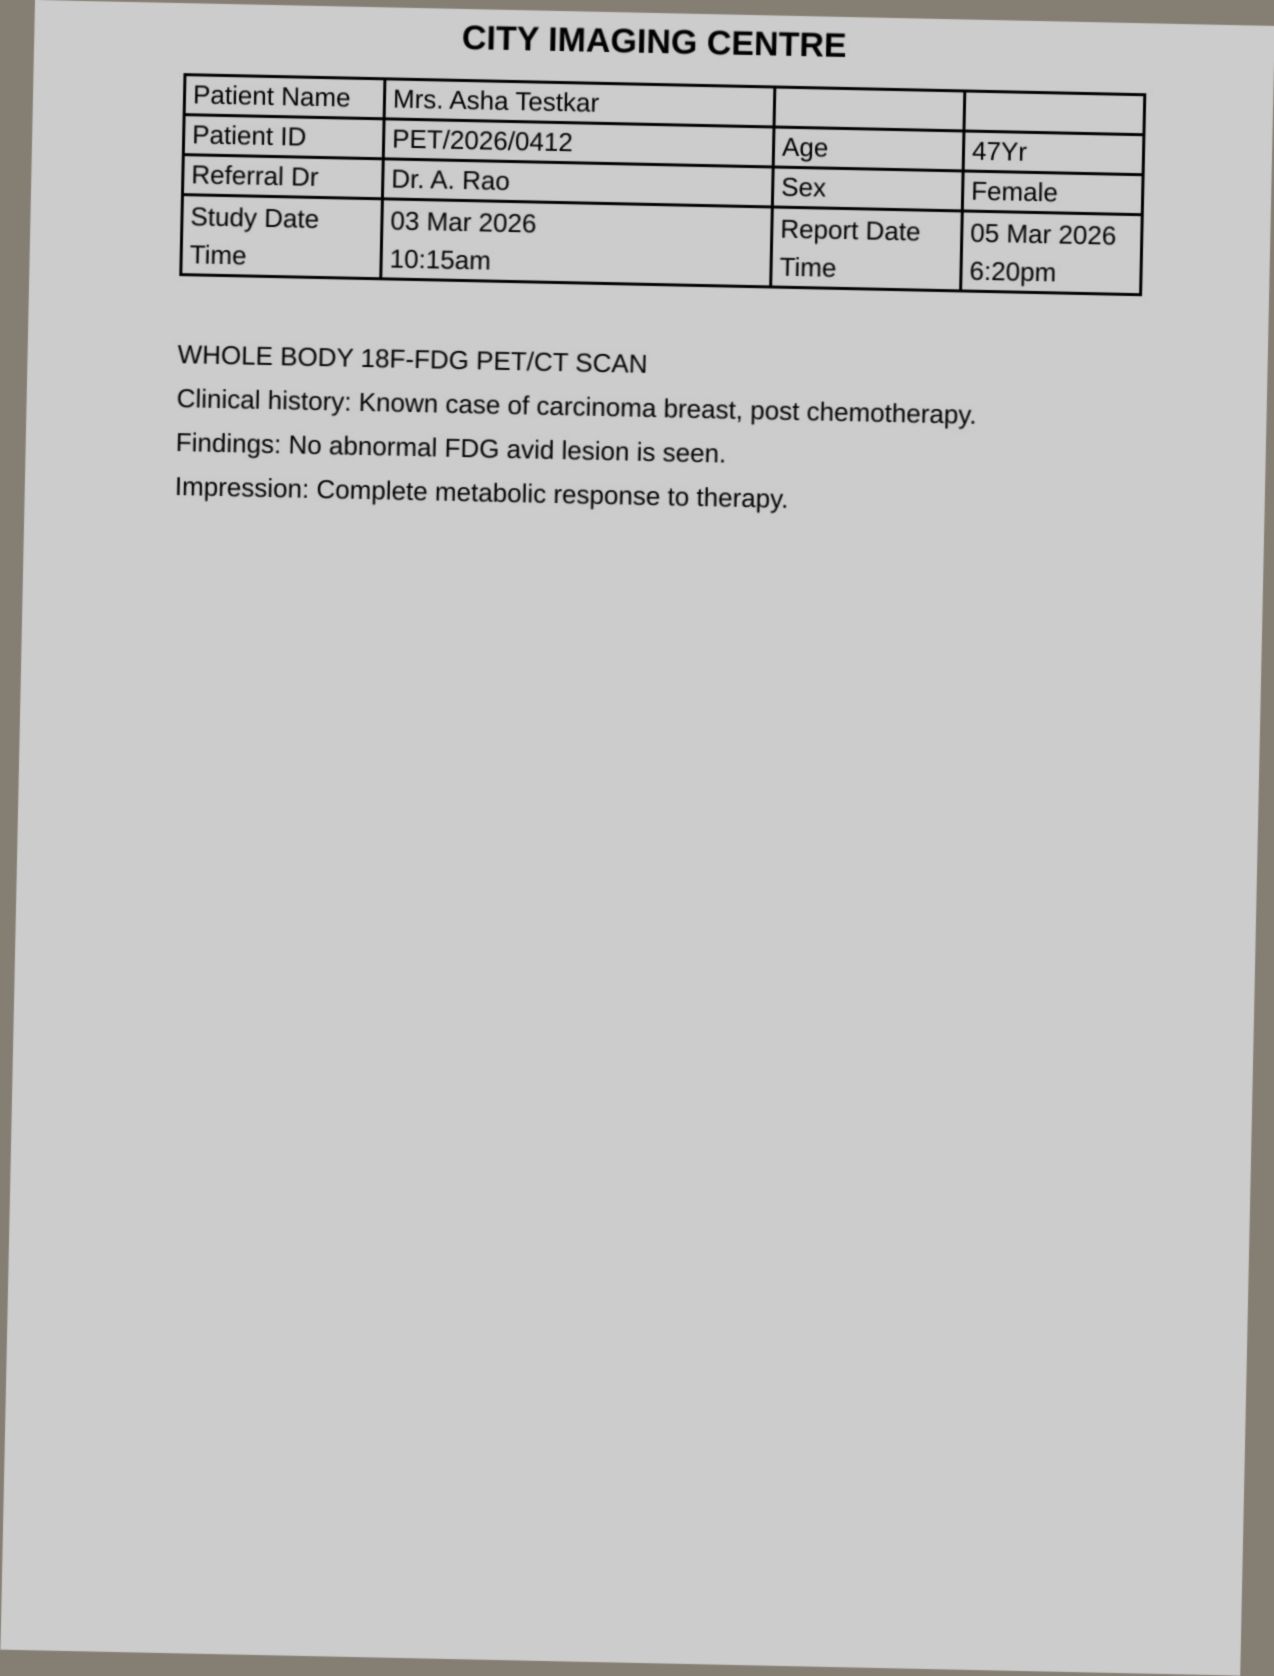 CITY IMAGING CENTRE
Patient Name Mrs. Asha Testkar
Patient ID PET/2026/0412 Age 47Yr
Referral Dr Dr. A. Rao Sex Female
Study Date 03 Mar 2026 Report Date 05 Mar 2026
Time 10:15am Time 6:20pm
WHOLE BODY 18F-FDG PET/CT SCAN
Clinical history: Known case of carcinoma breast, post chemotherapy.
Findings: No abnormal FDG avid lesion is seen.
Impression: Complete metabolic response to therapy.